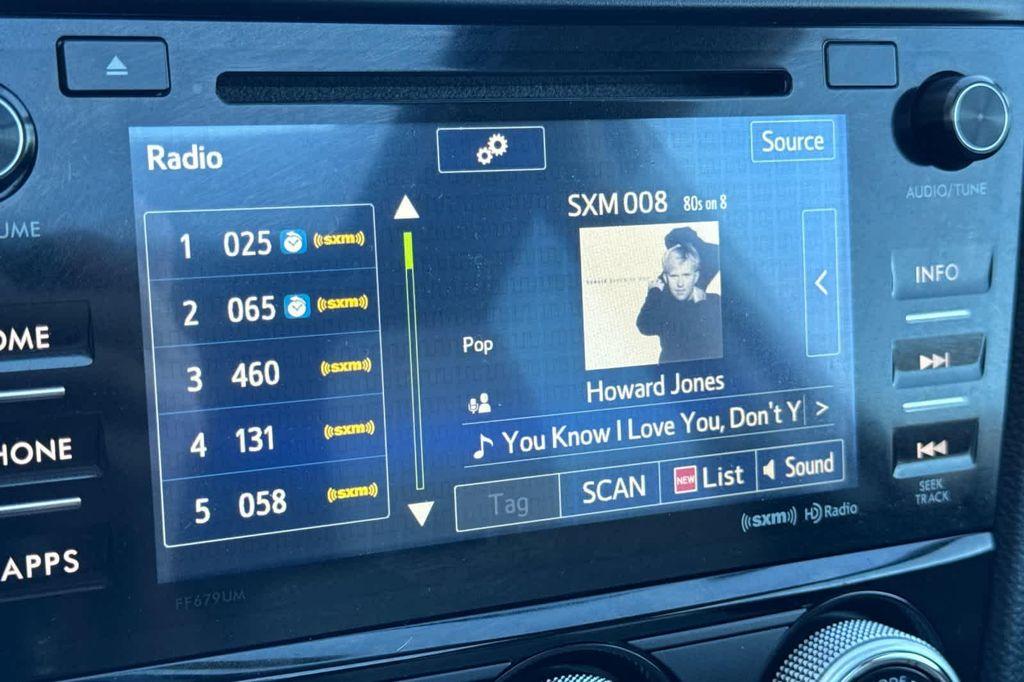 Radio
Source
SXM 008 80s on 8
1 025 ((sxm))
2 065 ((sxm))
3 460 ((sxm))
4 131 ((sxm))
5 058 ((sxm))
Pop
Howard Jones
You Know I Love You, Don't Y >
Tag
SCAN
NEW List
Sound
((sxm)) HD Radio
FF679UM
UME
OME
HONE
APPS
AUDIO/TUNE
INFO
SEEK
TRACK